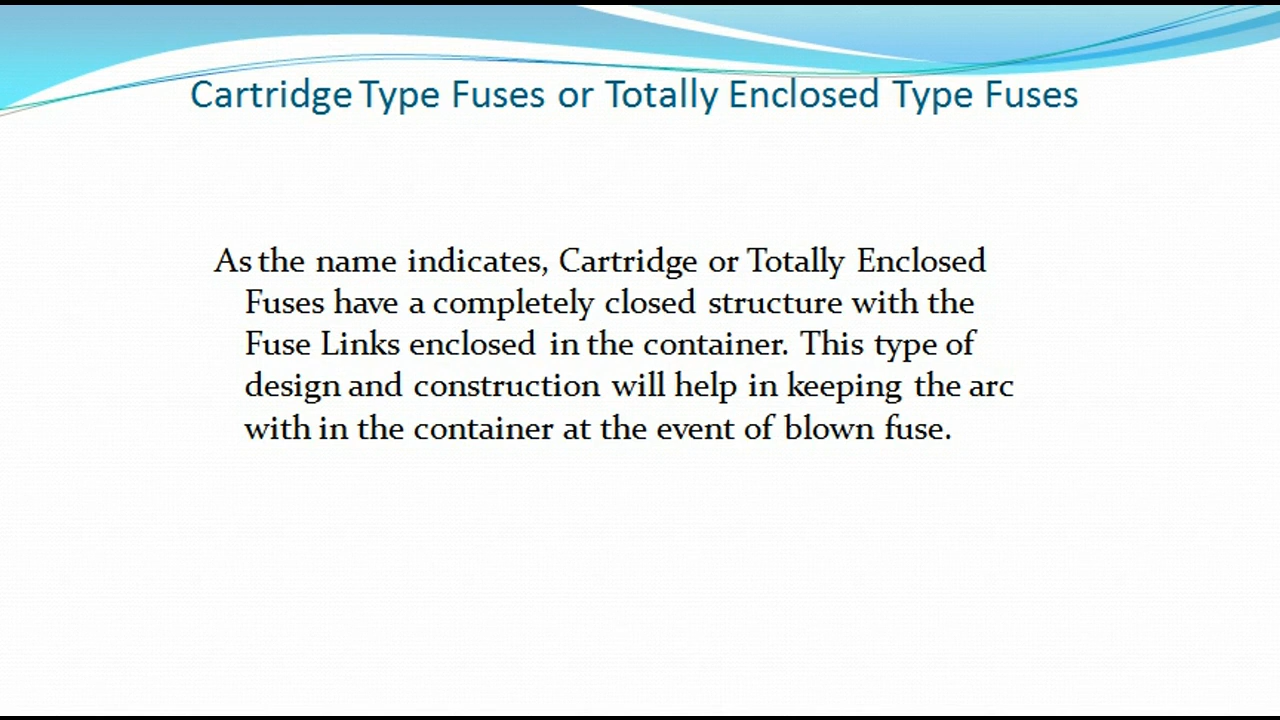 Cartridge Type Fuses or Totally Enclosed Type Fuses
As the name indicates, Cartridge or Totally Enclosed
Fuses have a completely closed structure with the
Fuse Links enclosed in the container. This type of
design and construction will help in keeping the arc
with in the container at the event of blown fuse.